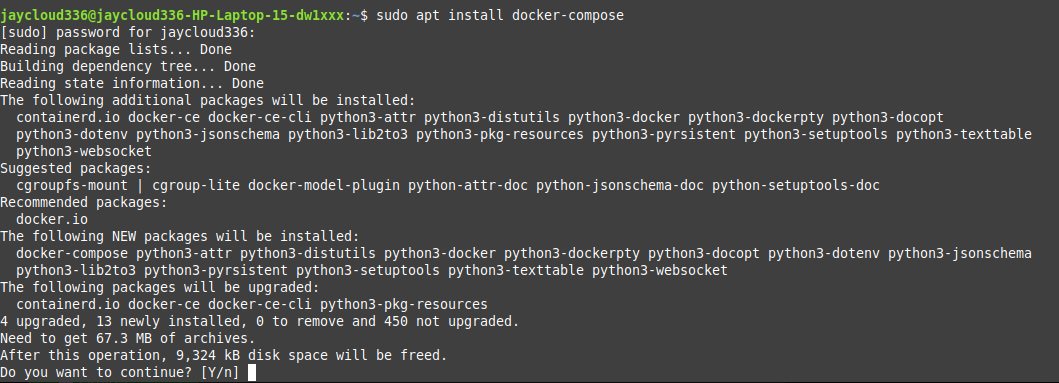 jaycloud336@jaycloud336-HP-Laptop-15-dw1xxx:~$ sudo apt install docker-compose
[sudo] password for jaycloud336:
Reading package lists... Done
Building dependency tree... Done
Reading state information... Done
The following additional packages will be installed:
  containerd.io docker-ce docker-ce-cli python3-attr python3-distutils python3-docker python3-dockerpty python3-docopt
  python3-dotenv python3-jsonschema python3-lib2to3 python3-pkg-resources python3-pyrsistent python3-setuptools python3-texttable
  python3-websocket
Suggested packages:
  cgroupfs-mount | cgroup-lite docker-model-plugin python-attr-doc python-jsonschema-doc python-setuptools-doc
Recommended packages:
  docker.io
The following NEW packages will be installed:
  docker-compose python3-attr python3-distutils python3-docker python3-dockerpty python3-docopt python3-dotenv python3-jsonschema
  python3-lib2to3 python3-pyrsistent python3-setuptools python3-texttable python3-websocket
The following packages will be upgraded:
  containerd.io docker-ce docker-ce-cli python3-pkg-resources
4 upgraded, 13 newly installed, 0 to remove and 450 not upgraded.
Need to get 67.3 MB of archives.
After this operation, 9,324 kB disk space will be freed.
Do you want to continue? [Y/n]